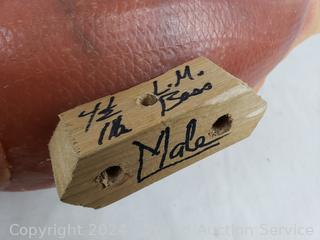 4½ lb
L.M. Bass
Male
Copyright 2024 Auction Service